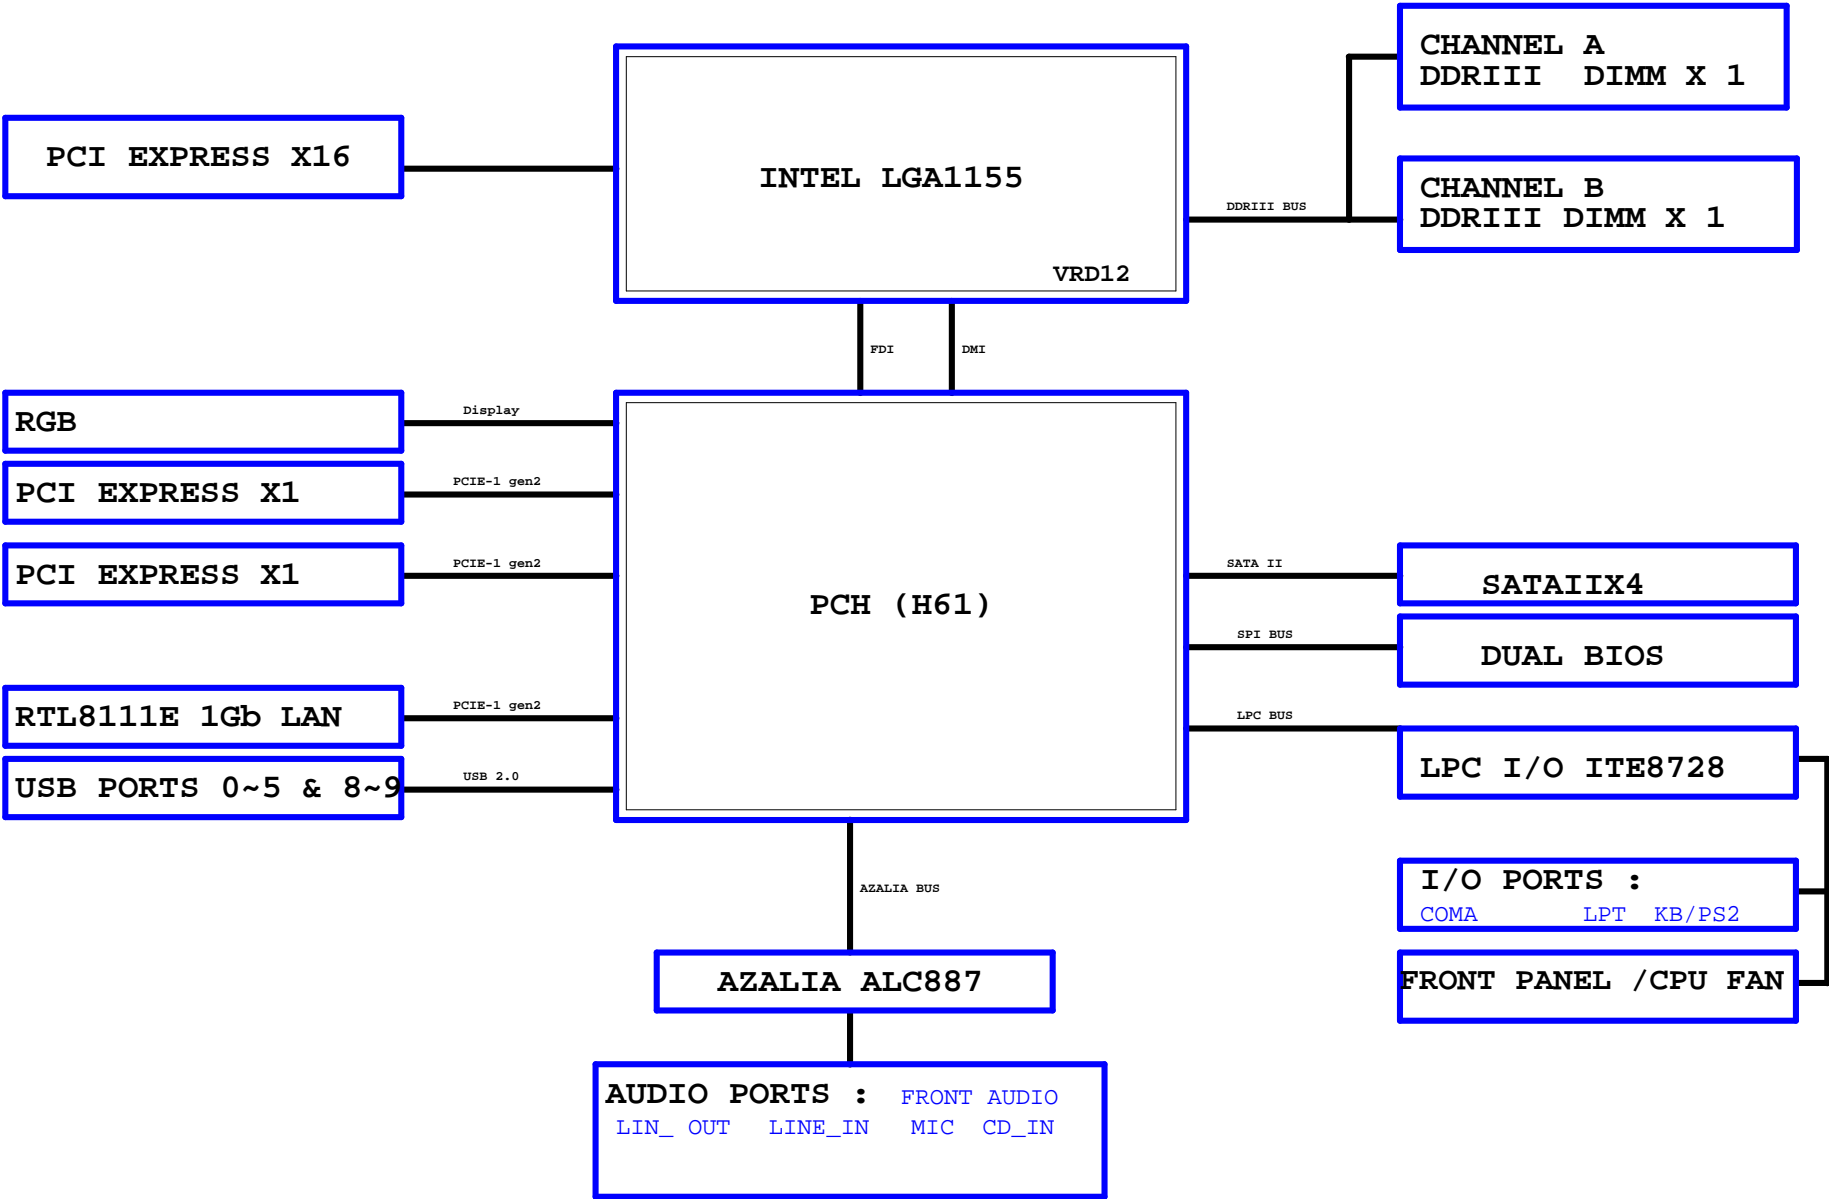 CHANNEL A
DDRIII DIMM X 1
PCI EXPRESS X16
INTEL LGA1155
CHANNEL B
DDRIII DIMM X 1
DDRIII BUS
VRD12
FDI
DMI
RGB
Display
PCI EXPRESS X1
PCIE-1 gen2
PCI EXPRESS X1
PCIE-1 gen2
PCH (H61)
SATA II
SATAIIX4
SPI BUS
DUAL BIOS
RTL8111E 1Gb LAN
PCIE-1 gen2
LPC BUS
LPC I/O ITE8728
USB PORTS 0~5 & 8~9
USB 2.0
AZALIA BUS
I/O PORTS :
COMA LPT KB/PS2
AZALIA ALC887
FRONT PANEL /CPU FAN
AUDIO PORTS : FRONT AUDIO
LIN_ OUT LINE_IN MIC CD_IN